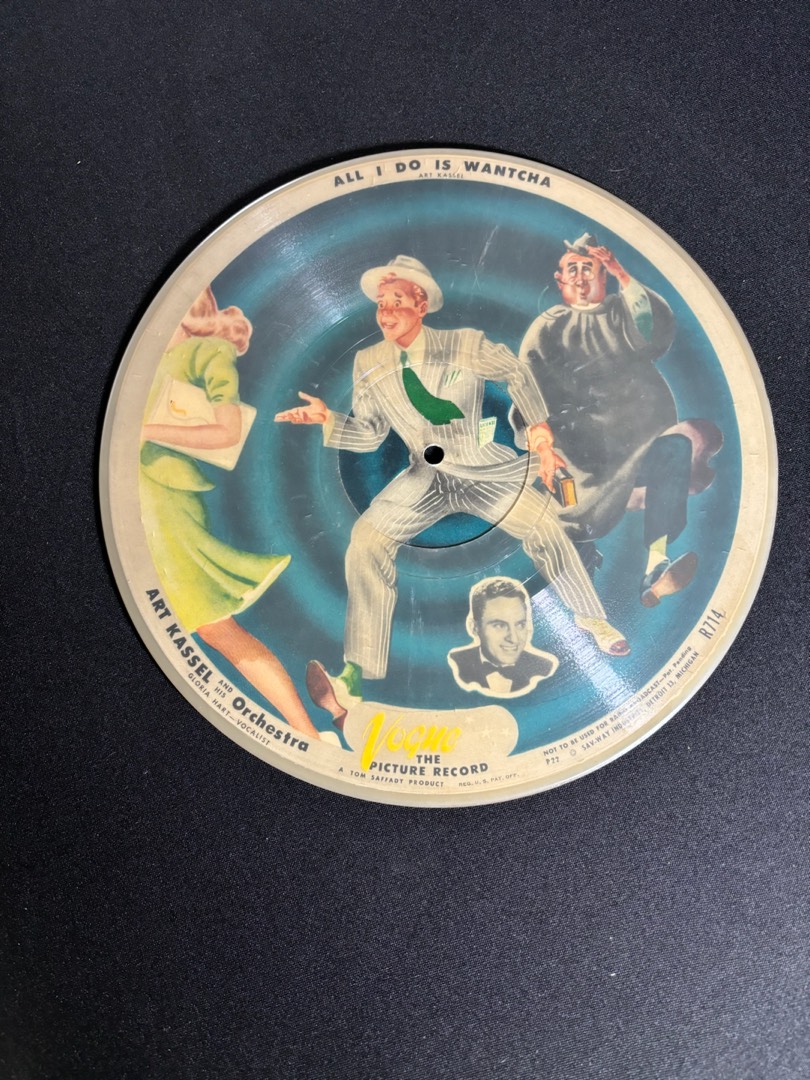 ALL I DO IS WANTCHA
ART KASSEL
ART KASSEL AND HIS Orchestra
GLORIA HART—VOCALIST
Vogue
THE
PICTURE RECORD
A TOM SAFFADY PRODUCT REG. U. S. PAT. OFF.
NOT TO BE USED FOR RADIO BROADCAST—Pat. Pending
P22 © SAV-WAY INDUSTRIES, DETROIT 13, MICHIGAN
R714